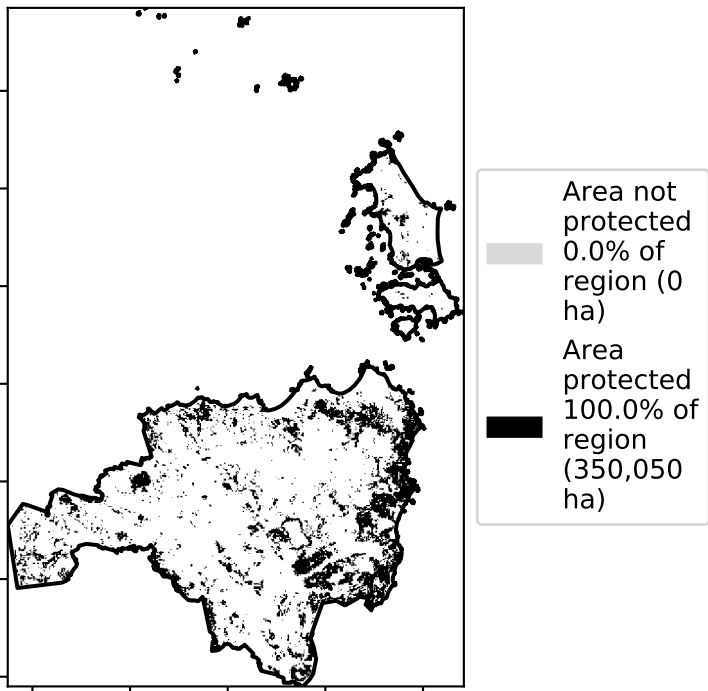 Area not
protected
0.0% of
region (0
ha)
Area
protected
100.0% of
region
(350,050
ha)